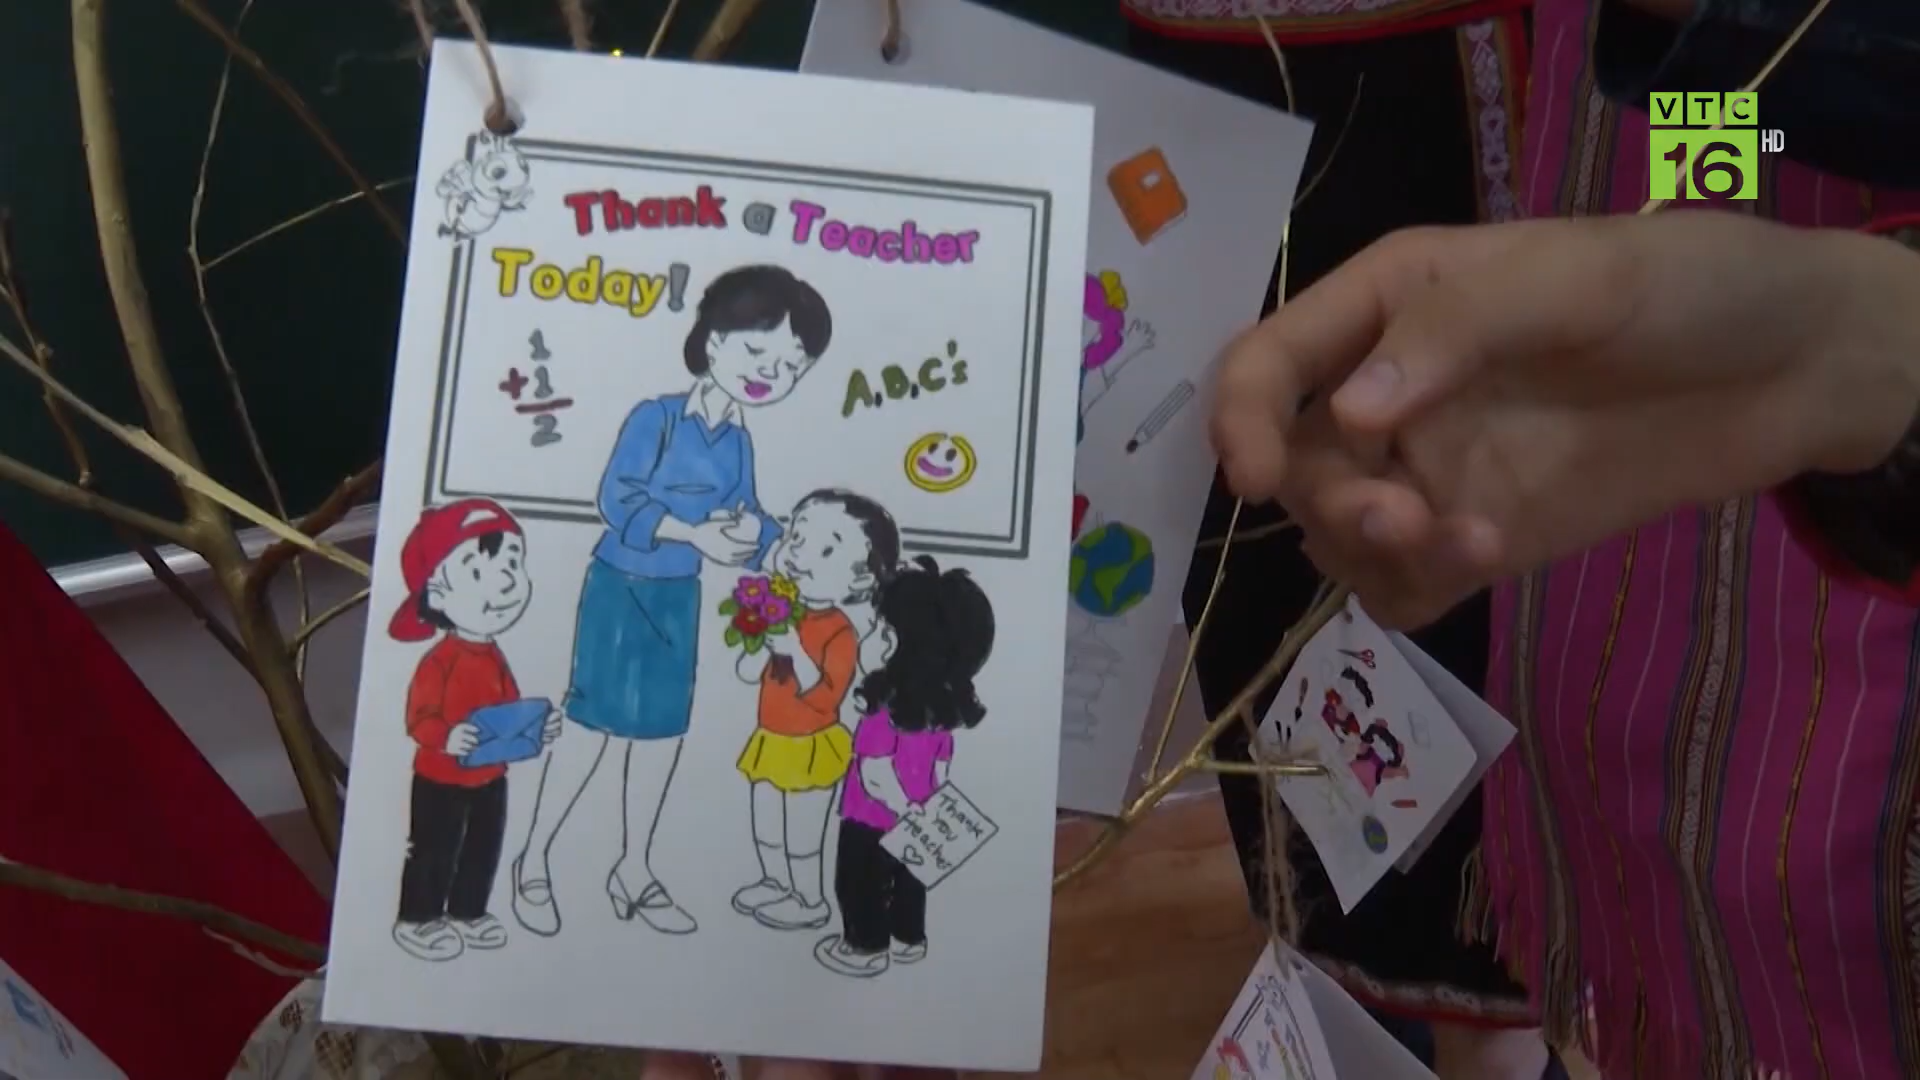 VTC
16 HD
Thank a Teacher
Today!
1
+1
2
A,B,C's
Thank
You
teacher